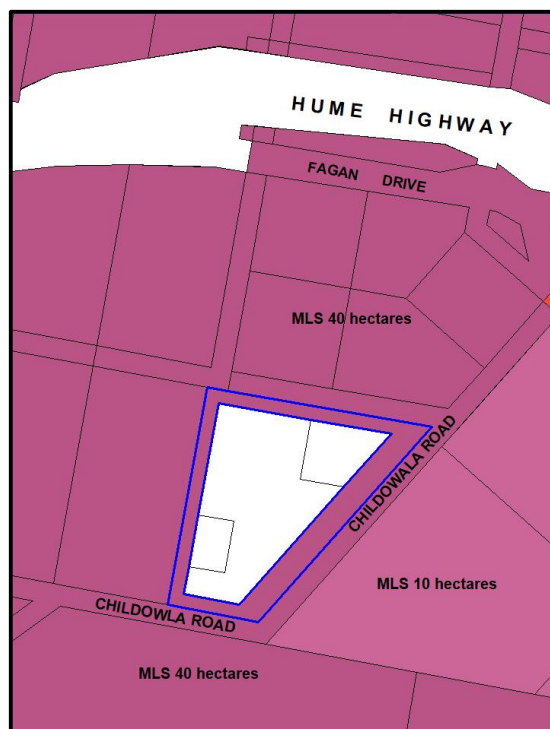 HUME HIGHWAY
FAGAN DRIVE
MLS 40 hectares
CHILDOWALA ROAD
MLS 10 hectares
CHILDOWLA ROAD
MLS 40 hectares